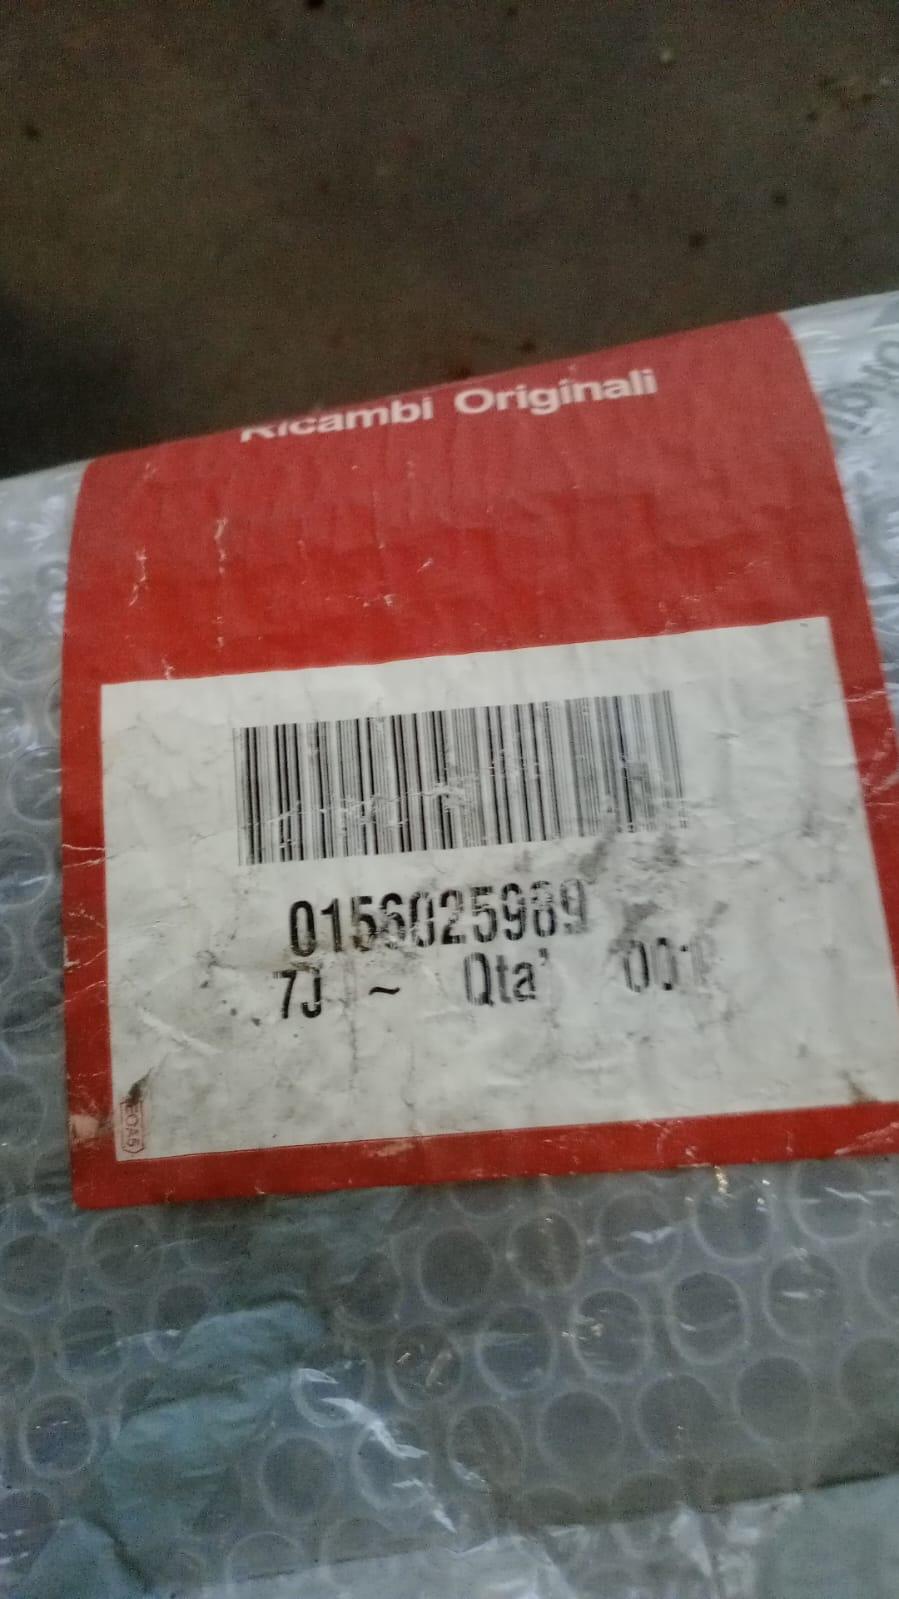 Ricambi Originali
0156025989
7J ~ Qta' 001